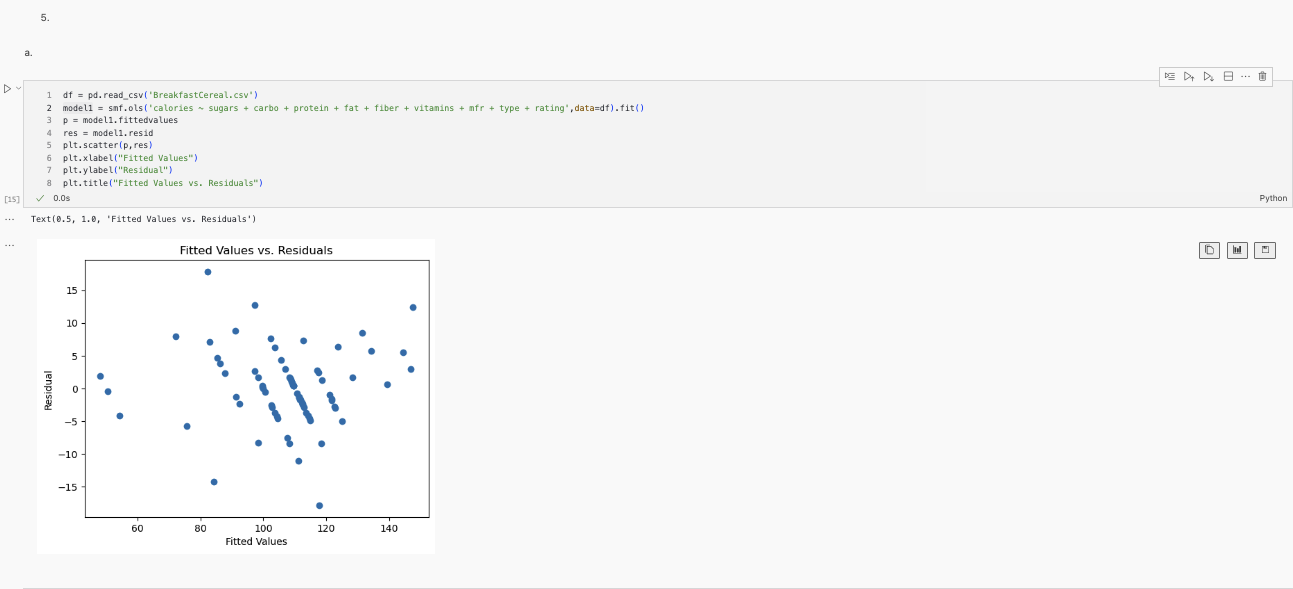 5.
a.
1 df = pd.read_csv('BreakfastCereal.csv')
2 model1 = smf.ols('calories ~ sugars + carbo + protein + fat + fiber + vitamins + mfr + type + rating',data=df).fit()
3 p = model1.fittedvalues
4 res = model1.resid
5 plt.scatter(p,res)
6 plt.xlabel("Fitted Values")
7 plt.ylabel("Residual")
8 plt.title("Fitted Values vs. Residuals")
[15] ✓ 0.0s Python
Text(0.5, 1.0, 'Fitted Values vs. Residuals')
Fitted Values vs. Residuals
15
10
5
0
−5
−10
−15
Residual
60 80 100 120 140
Fitted Values